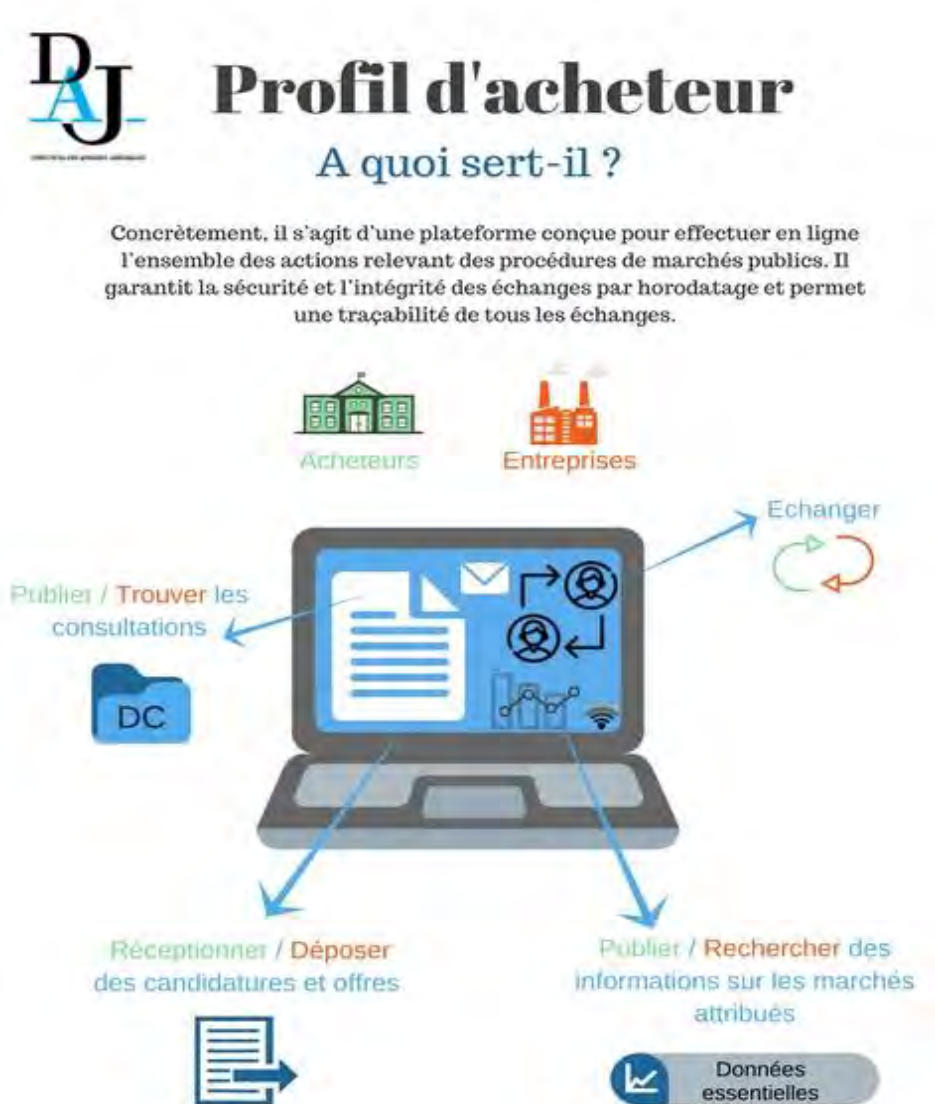 DAJ
Profil d'acheteur
A quoi sert-il ?
Concrètement, il s'agit d'une plateforme conçue pour effectuer en ligne
l'ensemble des actions relevant des procédures de marchés publics. Il
garantit la sécurité et l'intégrité des échanges par horodatage et permet
une traçabilité de tous les échanges.
Acheteurs
Entreprises
Echanger
Publier / Trouver les
consultations
DC
Réceptionner / Déposer
des candidatures et offres
Publier / Rechercher des
informations sur les marchés
attribués
Données
essentielles